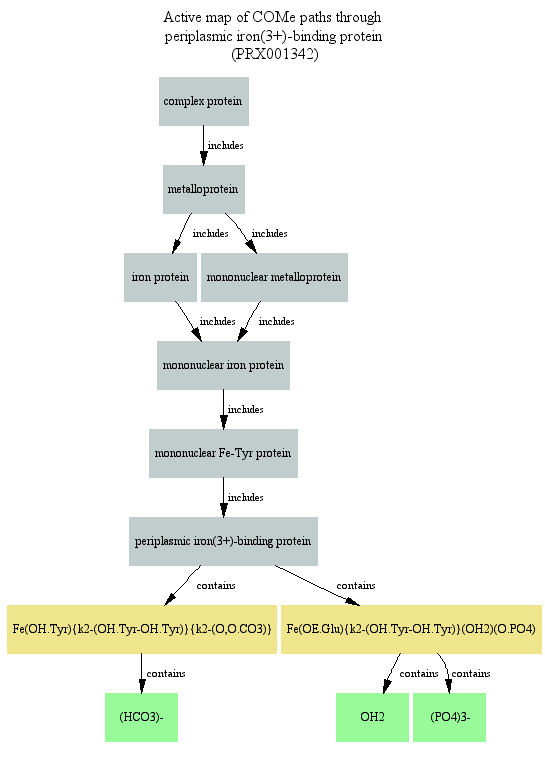 Active map of COMe paths through
periplasmic iron(3+)-binding protein
(PRX001342)
complex protein
includes
metalloprotein
includes
includes
iron protein
mononuclear metalloprotein
includes
includes
mononuclear iron protein
includes
mononuclear Fe-Tyr protein
includes
periplasmic iron(3+)-binding protein
contains
contains
Fe(OH.Tyr){k2-(OH.Tyr-OH.Tyr)}{k2-(O,O.CO3)}
Fe(OE.Glu){k2-(OH.Tyr-OH.Tyr)}(OH2)(O.PO4)
contains
contains
contains
(HCO3)-
OH2
(PO4)3-